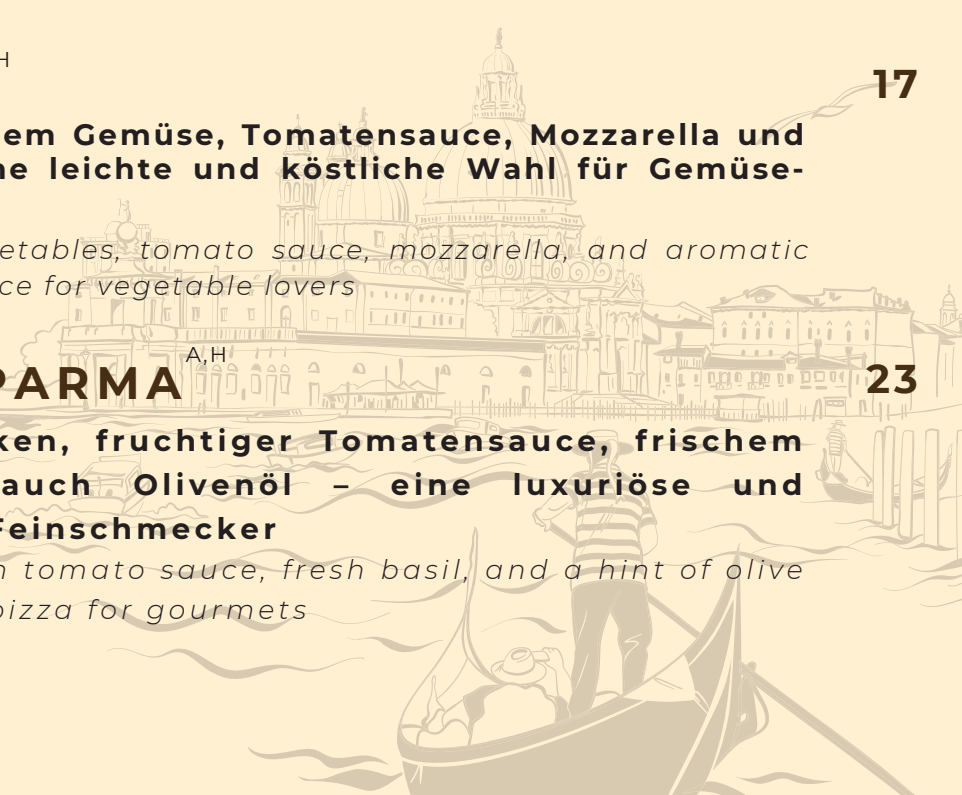 H
17
em Gemüse, Tomatensauce, Mozzarella und
ne leichte und köstliche Wahl für Gemüse-
etables, tomato sauce, mozzarella, and aromatic
ce for vegetable lovers
PARMA A,H
23
ken, fruchtiger Tomatensauce, frischem
auch Olivenöl – eine luxuriöse und
Feinschmecker
n tomato sauce, fresh basil, and a hint of olive
pizza for gourmets